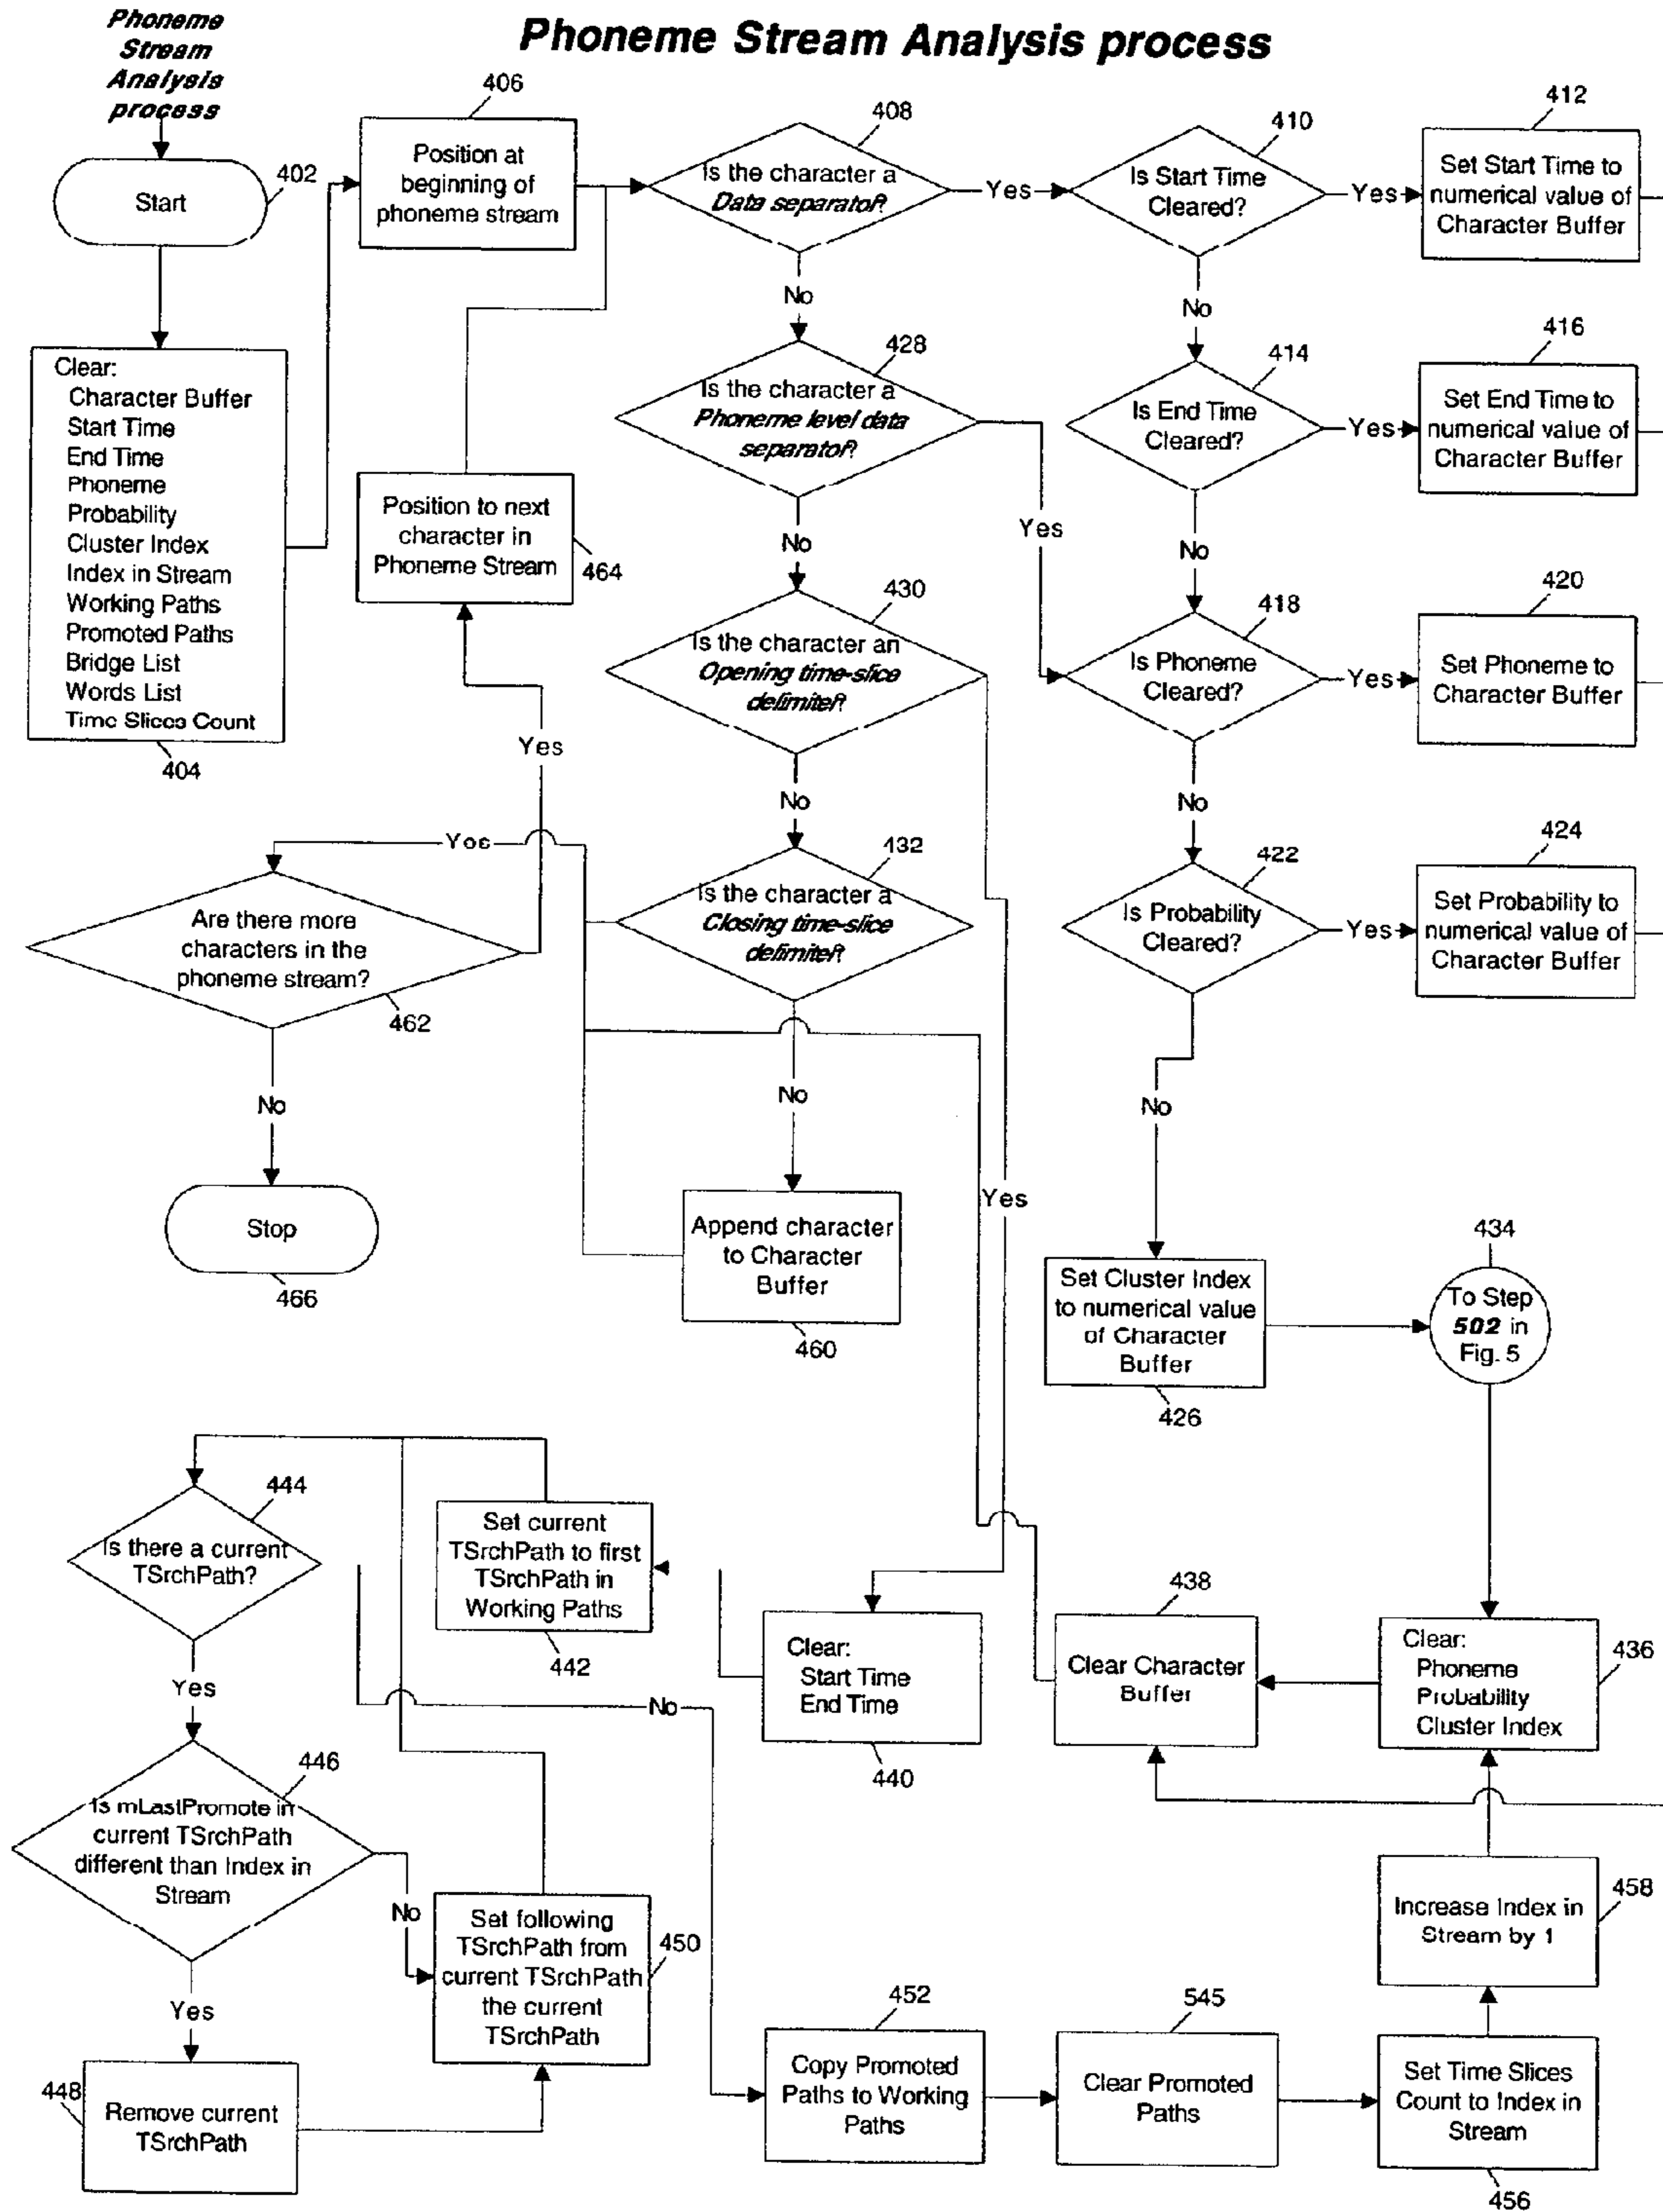 Phoneme
Stream
Analysis
process
Phoneme Stream Analysis process
Start
402
Clear:
Character Buffer
Start Time
End Time
Phoneme
Probability
Cluster Index
Index in Stream
Working Paths
Promoted Paths
Bridge List
Words List
Time Slices Count
404
406
Position at
beginning of
phoneme stream
408
Is the character a
Data separator?
Yes
No
410
Is Start Time
Cleared?
Yes
No
412
Set Start Time to
numerical value of
Character Buffer
428
Is the character a
Phoneme level data
separator?
Yes
No
414
Is End Time
Cleared?
Yes
No
416
Set End Time to
numerical value of
Character Buffer
Position to next
character in
Phoneme Stream
464
Yes
430
Is the character an
Opening time-slice
delimiter?
Yes
No
418
Is Phoneme
Cleared?
Yes
No
420
Set Phoneme to
Character Buffer
432
Is the character a
Closing time-slice
delimiter?
Yes
No
422
Is Probability
Cleared?
Yes
No
424
Set Probability to
numerical value of
Character Buffer
Are there more
characters in the
phoneme stream?
462
No
Stop
466
Append character
to Character
Buffer
460
Set Cluster Index
to numerical value
of Character
Buffer
426
434
To Step
502 in
Fig. 5
444
Is there a current
TSrchPath?
Yes
No
Set current
TSrchPath to first
TSrchPath in
Working Paths
442
Clear:
Start Time
End Time
440
438
Clear Character
Buffer
Clear:
Phoneme
Probability
Cluster Index
436
446
Is mLastPromote in
current TSrchPath
different than Index in
Stream
No
Yes
Set following
TSrchPath from
current TSrchPath
the current
TSrchPath
450
448
Remove current
TSrchPath
452
Copy Promoted
Paths to Working
Paths
545
Clear Promoted
Paths
Set Time Slices
Count to Index in
Stream
456
Increase Index in
Stream by 1
458